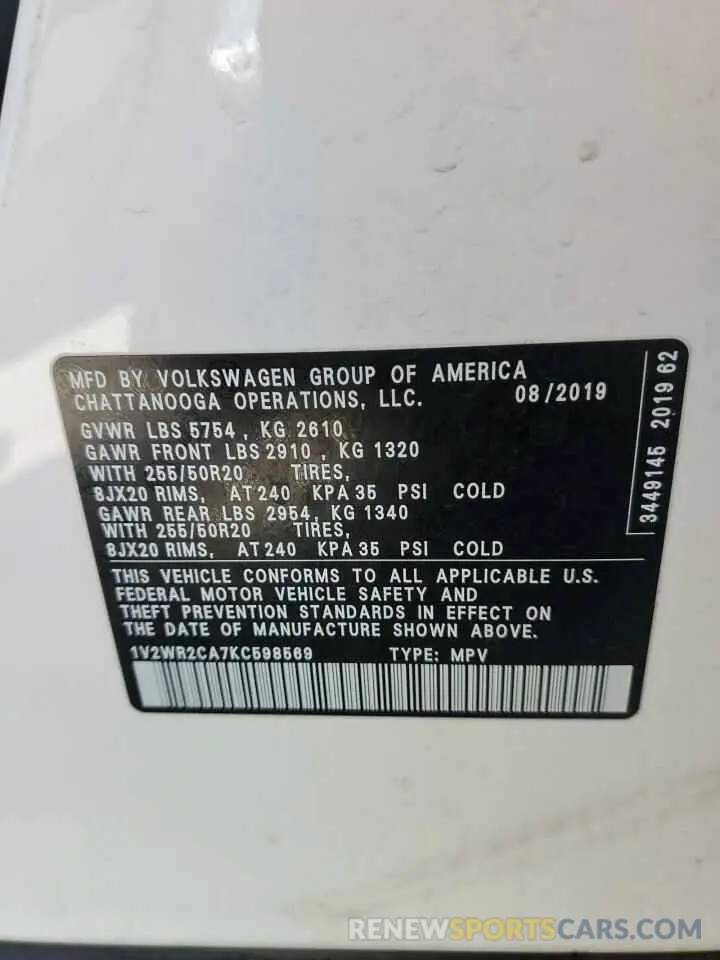 MFD BY VOLKSWAGEN GROUP OF AMERICA
CHATTANOOGA OPERATIONS, LLC. 08/2019
GVWR LBS 5754 , KG 2610
GAWR FRONT LBS 2910 , KG 1320
WITH 255/50R20 TIRES,
8JX20 RIMS, AT 240 KPA 35 PSI COLD
GAWR REAR LBS 2954, KG 1340
WITH 255/50R20 TIRES,
8JX20 RIMS, AT 240 KPA 35 PSI COLD
THIS VEHICLE CONFORMS TO ALL APPLICABLE U.S.
FEDERAL MOTOR VEHICLE SAFETY AND
THEFT PREVENTION STANDARDS IN EFFECT ON
THE DATE OF MANUFACTURE SHOWN ABOVE.
1V2WR2CA7KC598569 TYPE: MPV
3449145 2019 62
RENEWSPORTSCARS.COM